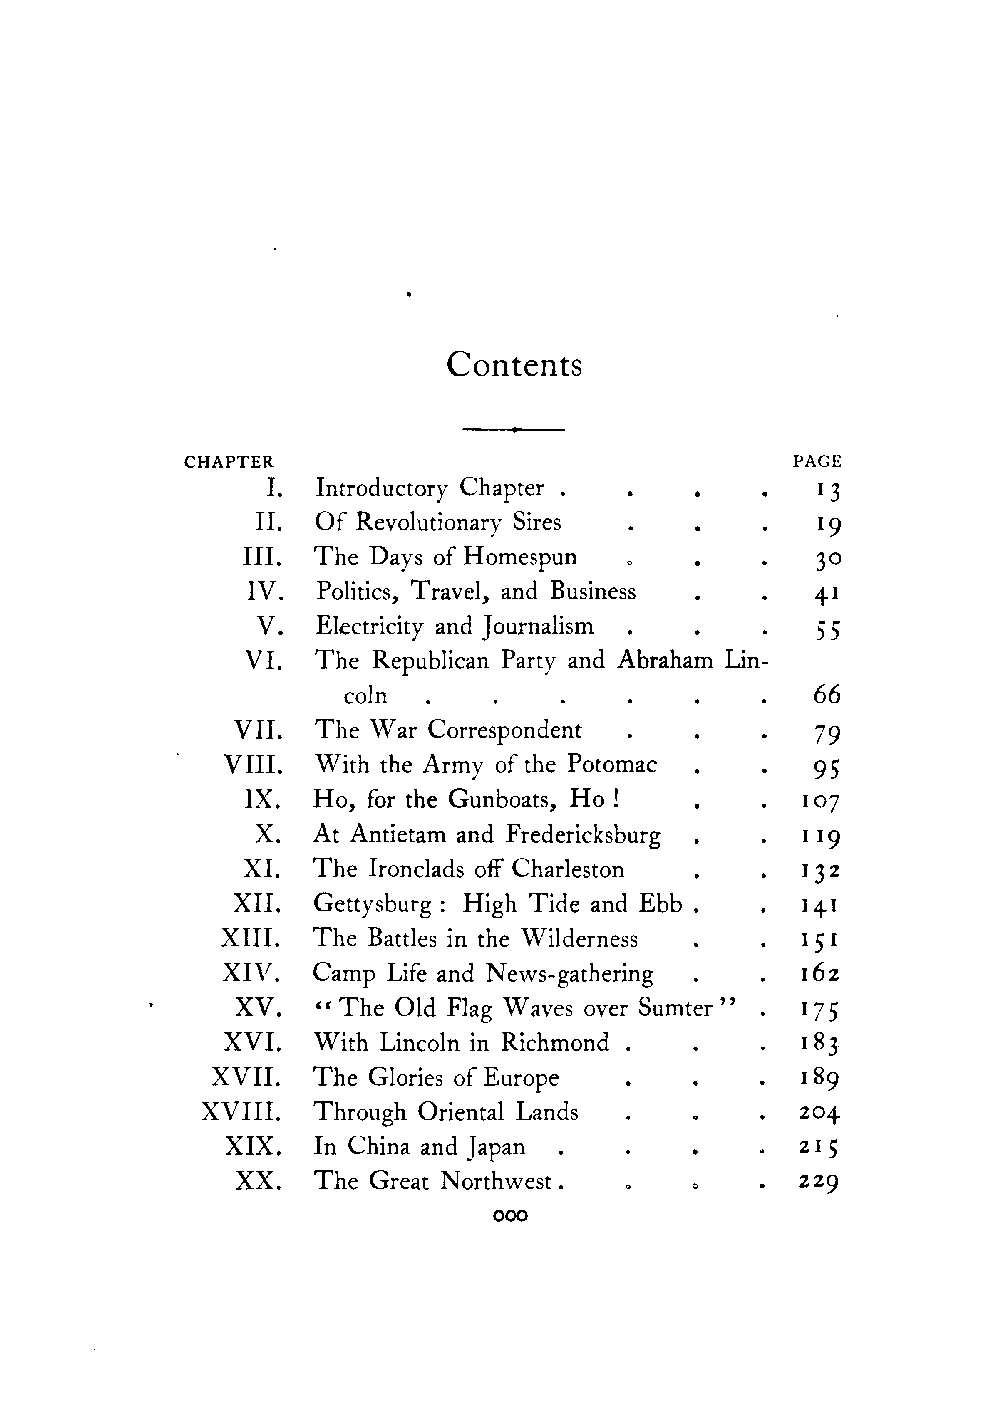 Contents
CHAPTER PAGE
I. Introductory Chapter . . . . 13
II. Of Revolutionary Sires . . . 19
III. The Days of Homespun . . . 30
IV. Politics, Travel, and Business . . 41
V. Electricity and Journalism . . . 55
VI. The Republican Party and Abraham Lin-
coln . . . . . . 66
VII. The War Correspondent . . . 79
VIII. With the Army of the Potomac . . 95
IX. Ho, for the Gunboats, Ho ! . . 107
X. At Antietam and Fredericksburg . . 119
XI. The Ironclads off Charleston . . 132
XII. Gettysburg : High Tide and Ebb . . 141
XIII. The Battles in the Wilderness . . 151
XIV. Camp Life and News-gathering . . 162
XV. “ The Old Flag Waves over Sumter ” . 175
XVI. With Lincoln in Richmond . . . 183
XVII. The Glories of Europe . . . 189
XVIII. Through Oriental Lands . . . 204
XIX. In China and Japan . . . . 215
XX. The Great Northwest . . . . 229
000